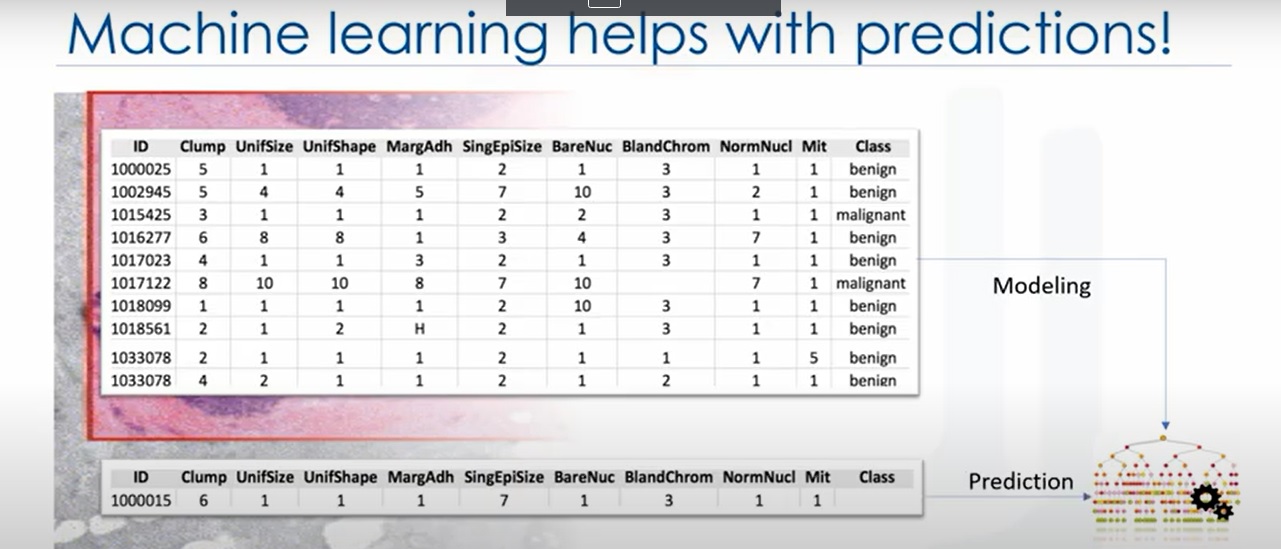 Machine learning helps with predictions!
ID Clump UnifSize UnifShape MargAdh SingEpiSize BareNuc BlandChrom NormNucl Mit Class
1000025 5 1 1 1 2 1 3 1 1 benign
1002945 5 4 4 5 7 10 3 2 1 benign
1015425 3 1 1 1 2 2 3 1 1 malignant
1016277 6 8 8 1 3 4 3 7 1 benign
1017023 4 1 1 3 2 1 3 1 1 benign
1017122 8 10 10 8 7 10 7 1 malignant
1018099 1 1 1 1 2 10 3 1 1 benign
1018561 2 1 2 H 2 1 3 1 1 benign
1033078 2 1 1 1 2 1 1 1 5 benign
1033078 4 2 1 1 2 1 2 1 1 benign
Modeling
ID Clump UnifSize UnifShape MargAdh SingEpiSize BareNuc BlandChrom NormNucl Mit Class
1000015 6 1 1 1 7 1 3 1 1
Prediction